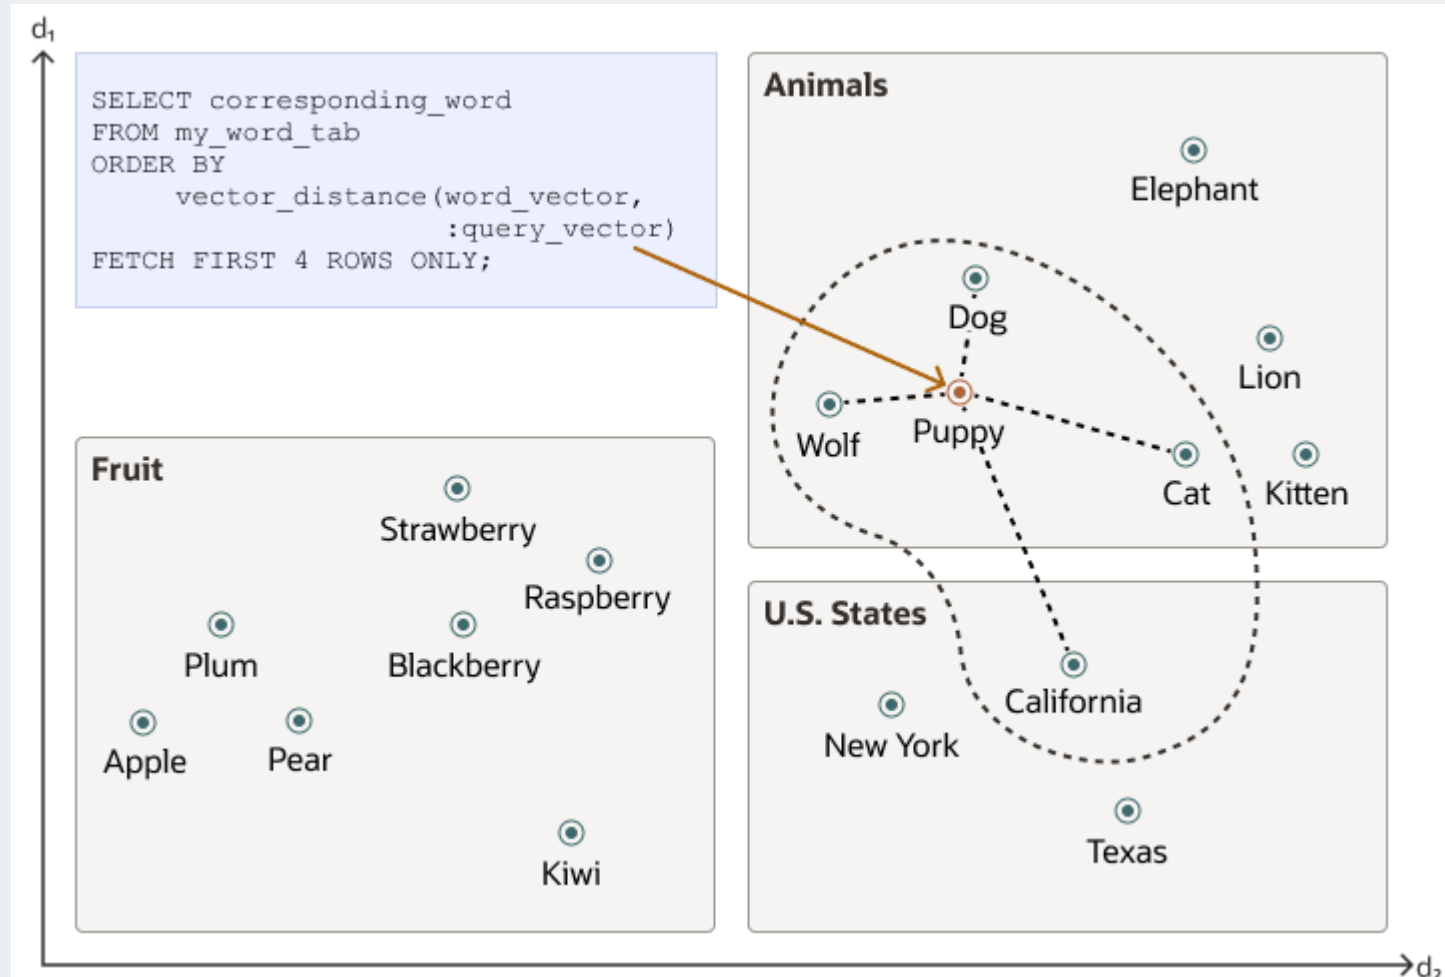 d₁
SELECT corresponding_word
FROM my_word_tab
ORDER BY
     vector_distance(word_vector,
                     :query_vector)
FETCH FIRST 4 ROWS ONLY;
Animals
Elephant
Dog
Lion
Wolf
Puppy
Cat
Kitten
Fruit
Strawberry
Raspberry
Plum
Blackberry
Apple
Pear
Kiwi
U.S. States
California
New York
Texas
d₂